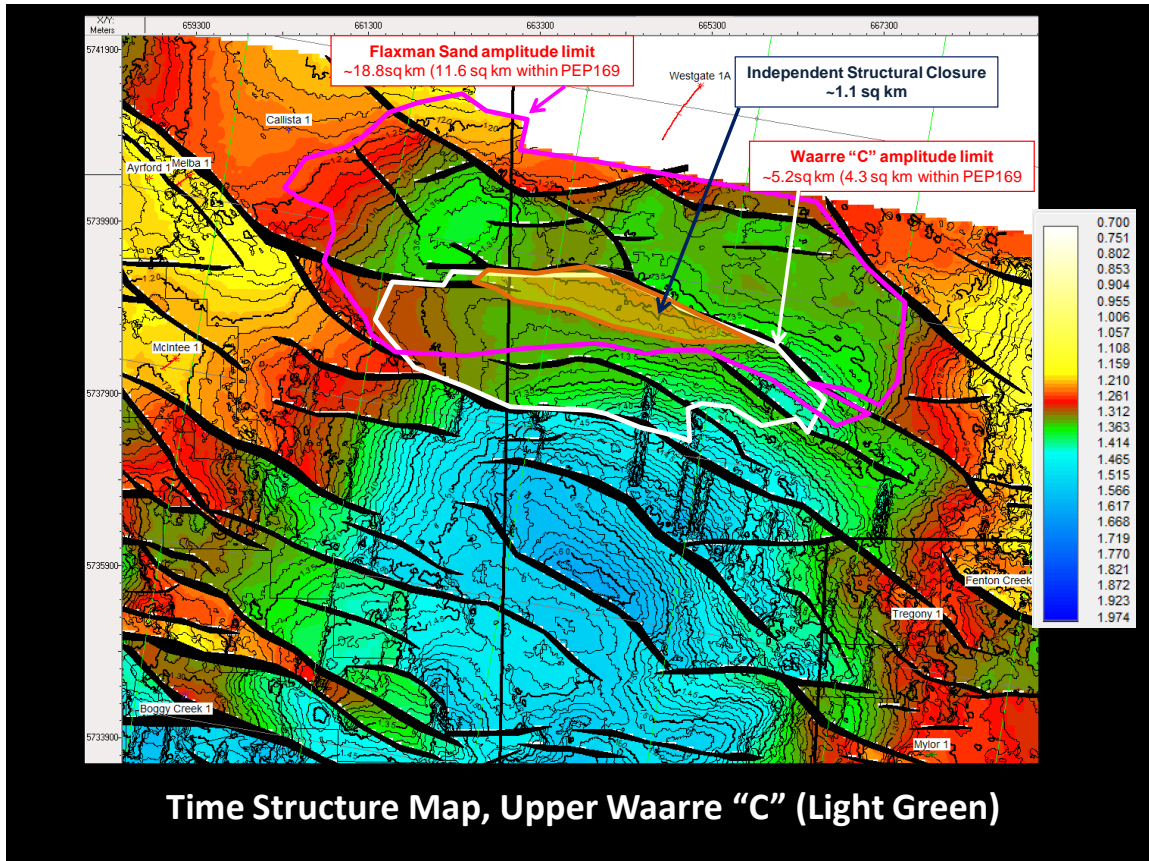 X/Y:
Meters
659300
661300
663300
665300
667300
5741900
5739900
5737900
5735900
5733900
Flaxman Sand amplitude limit
~18.8sq km (11.6 sq km within PEP169
Westgate 1A
Independent Structural Closure
~1.1 sq km
Waarre “C” amplitude limit
~5.2sq km (4.3 sq km within PEP169
Callista 1
Ayrford 1
Melba 1
McIntee 1
Fenton Creek
Tregony 1
Boggy Creek 1
Mylor 1
0.700
0.751
0.802
0.853
0.904
0.955
1.006
1.057
1.108
1.159
1.210
1.261
1.312
1.363
1.414
1.465
1.515
1.566
1.617
1.668
1.719
1.770
1.821
1.872
1.923
1.974
Time Structure Map, Upper Waarre “C” (Light Green)